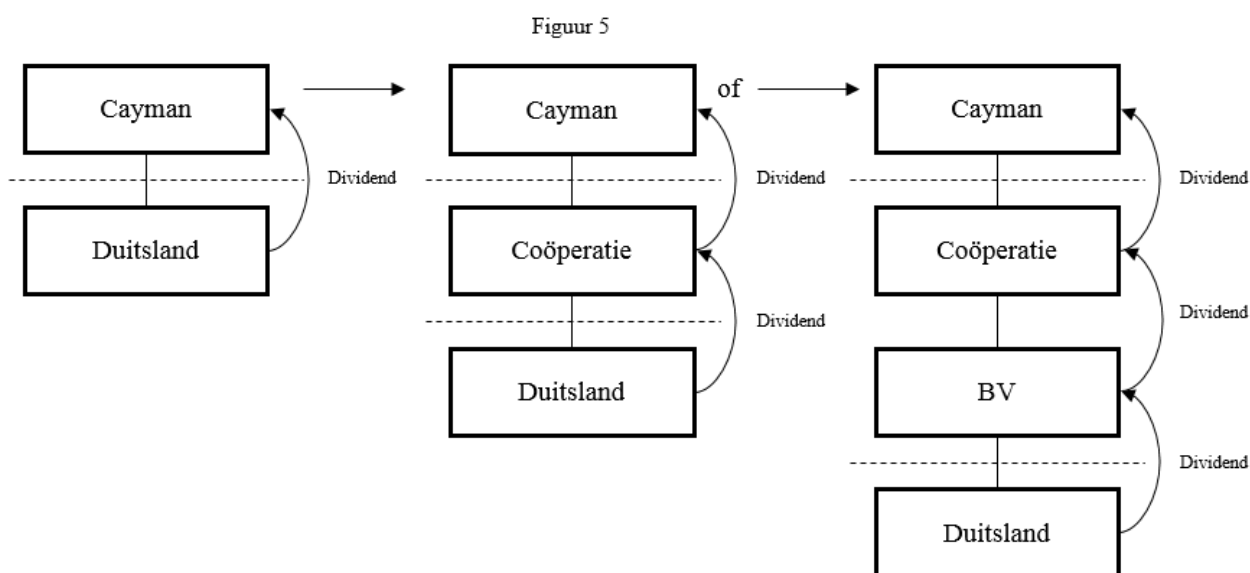 Figuur 5
Cayman
Dividend
Duitsland
Cayman
Dividend
Coöperatie
Dividend
Duitsland
of
Cayman
Dividend
Coöperatie
Dividend
BV
Dividend
Duitsland